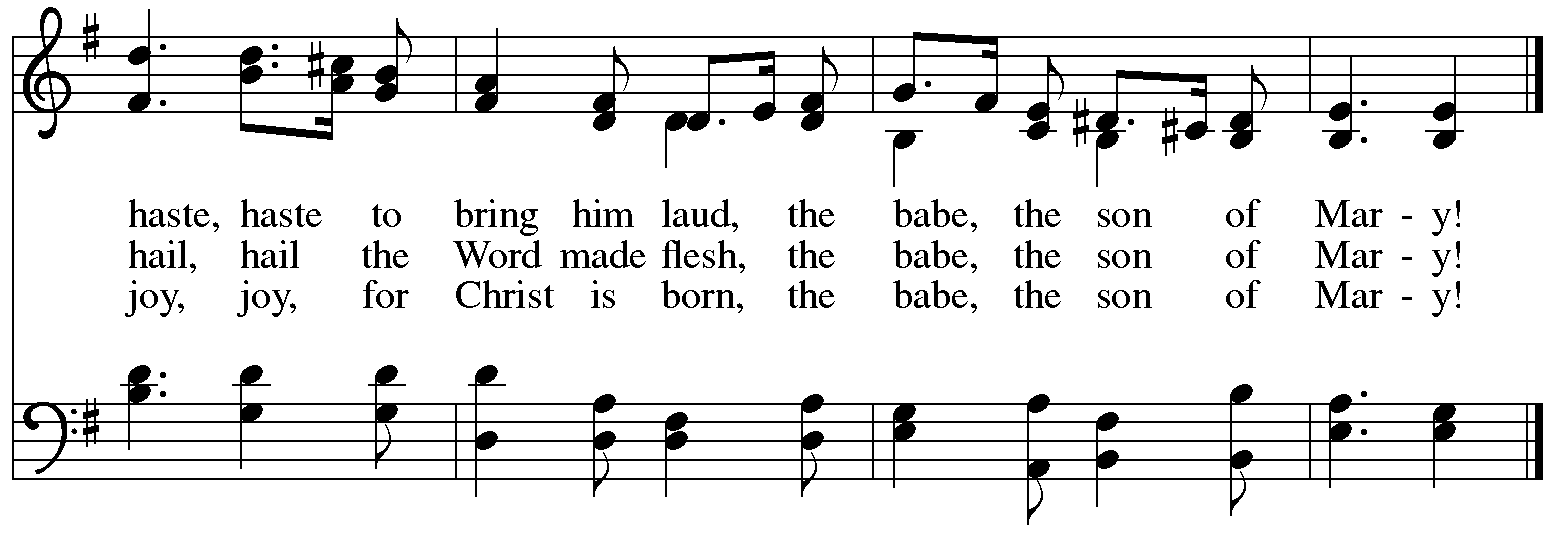 haste, haste to bring him laud, the babe, the son of Mar - y!
hail, hail the Word made flesh, the babe, the son of Mar - y!
joy, joy, for Christ is born, the babe, the son of Mar - y!